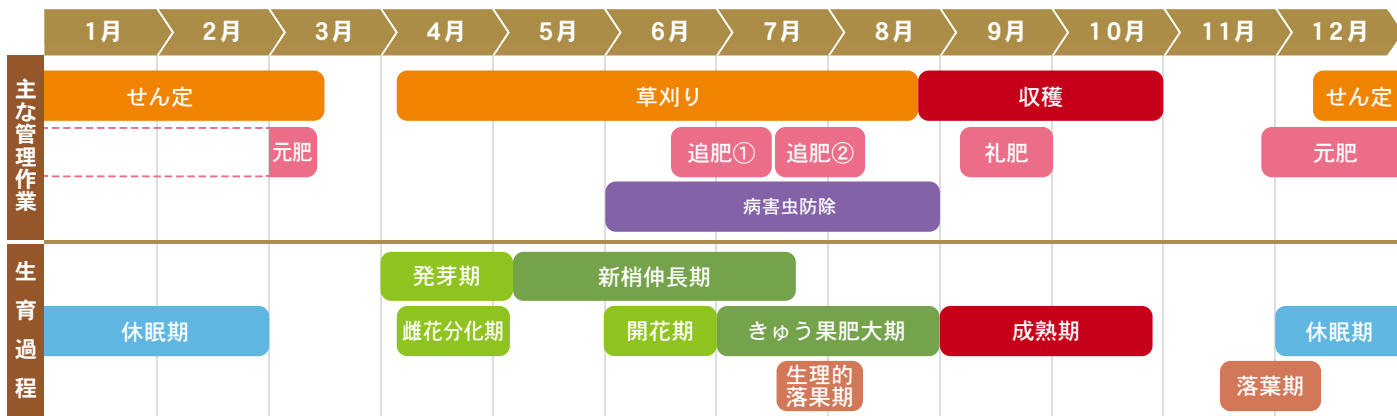 1月 2月 3月 4月 5月 6月 7月 8月 9月 10月 11月 12月
主な管理作業
せん定 草刈り 収穫 せん定
元肥 追肥① 追肥② 礼肥 元肥
病害虫防除
生育過程
発芽期 新梢伸長期
休眠期 雌花分化期 開花期 きゅう果肥大期 成熟期 休眠期
生理的
落果期
落葉期